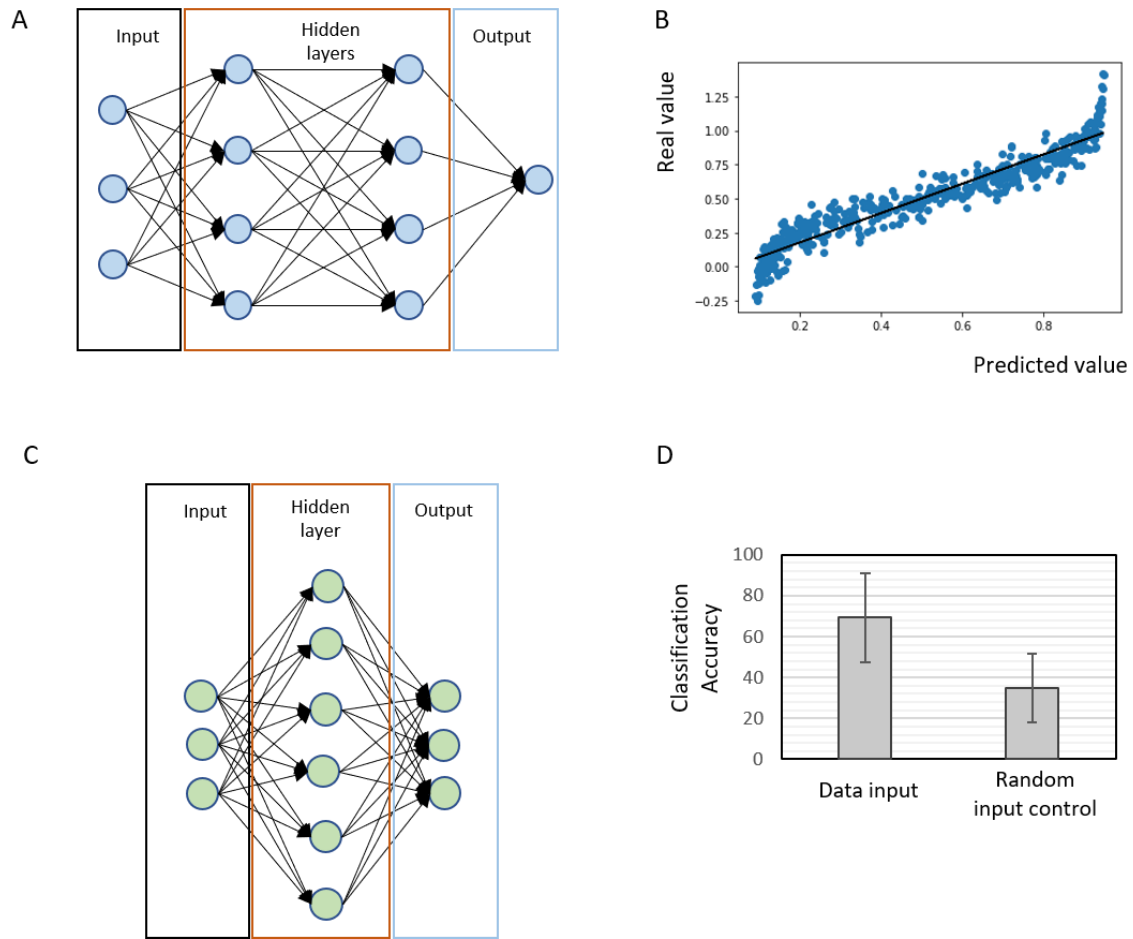 A
Input
Hidden
layers
Output
B
Real value
1.25
1.00
0.75
0.50
0.25
0.00
−0.25
0.2
0.4
0.6
0.8
Predicted value
C
Input
Hidden
layer
Output
D
Classification
Accuracy
100
80
60
40
20
0
Data input
Random
input control